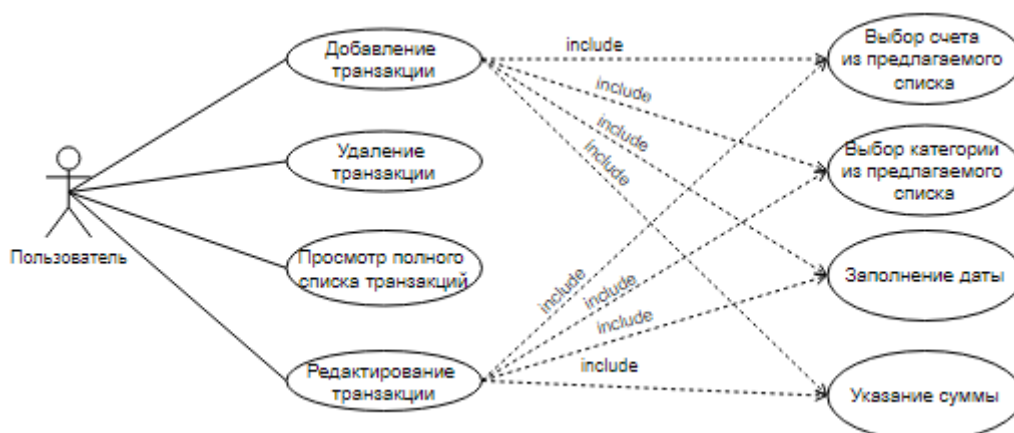 Добавление
транзакции
include
Выбор счета
из предлагаемого
списка
include
include
include
Удаление
транзакции
Выбор категории
из предлагаемого
списка
Пользователь
Просмотр полного
списка транзакций
include
include
include
Заполнение даты
Редактирование
транзакции
include
Указание суммы